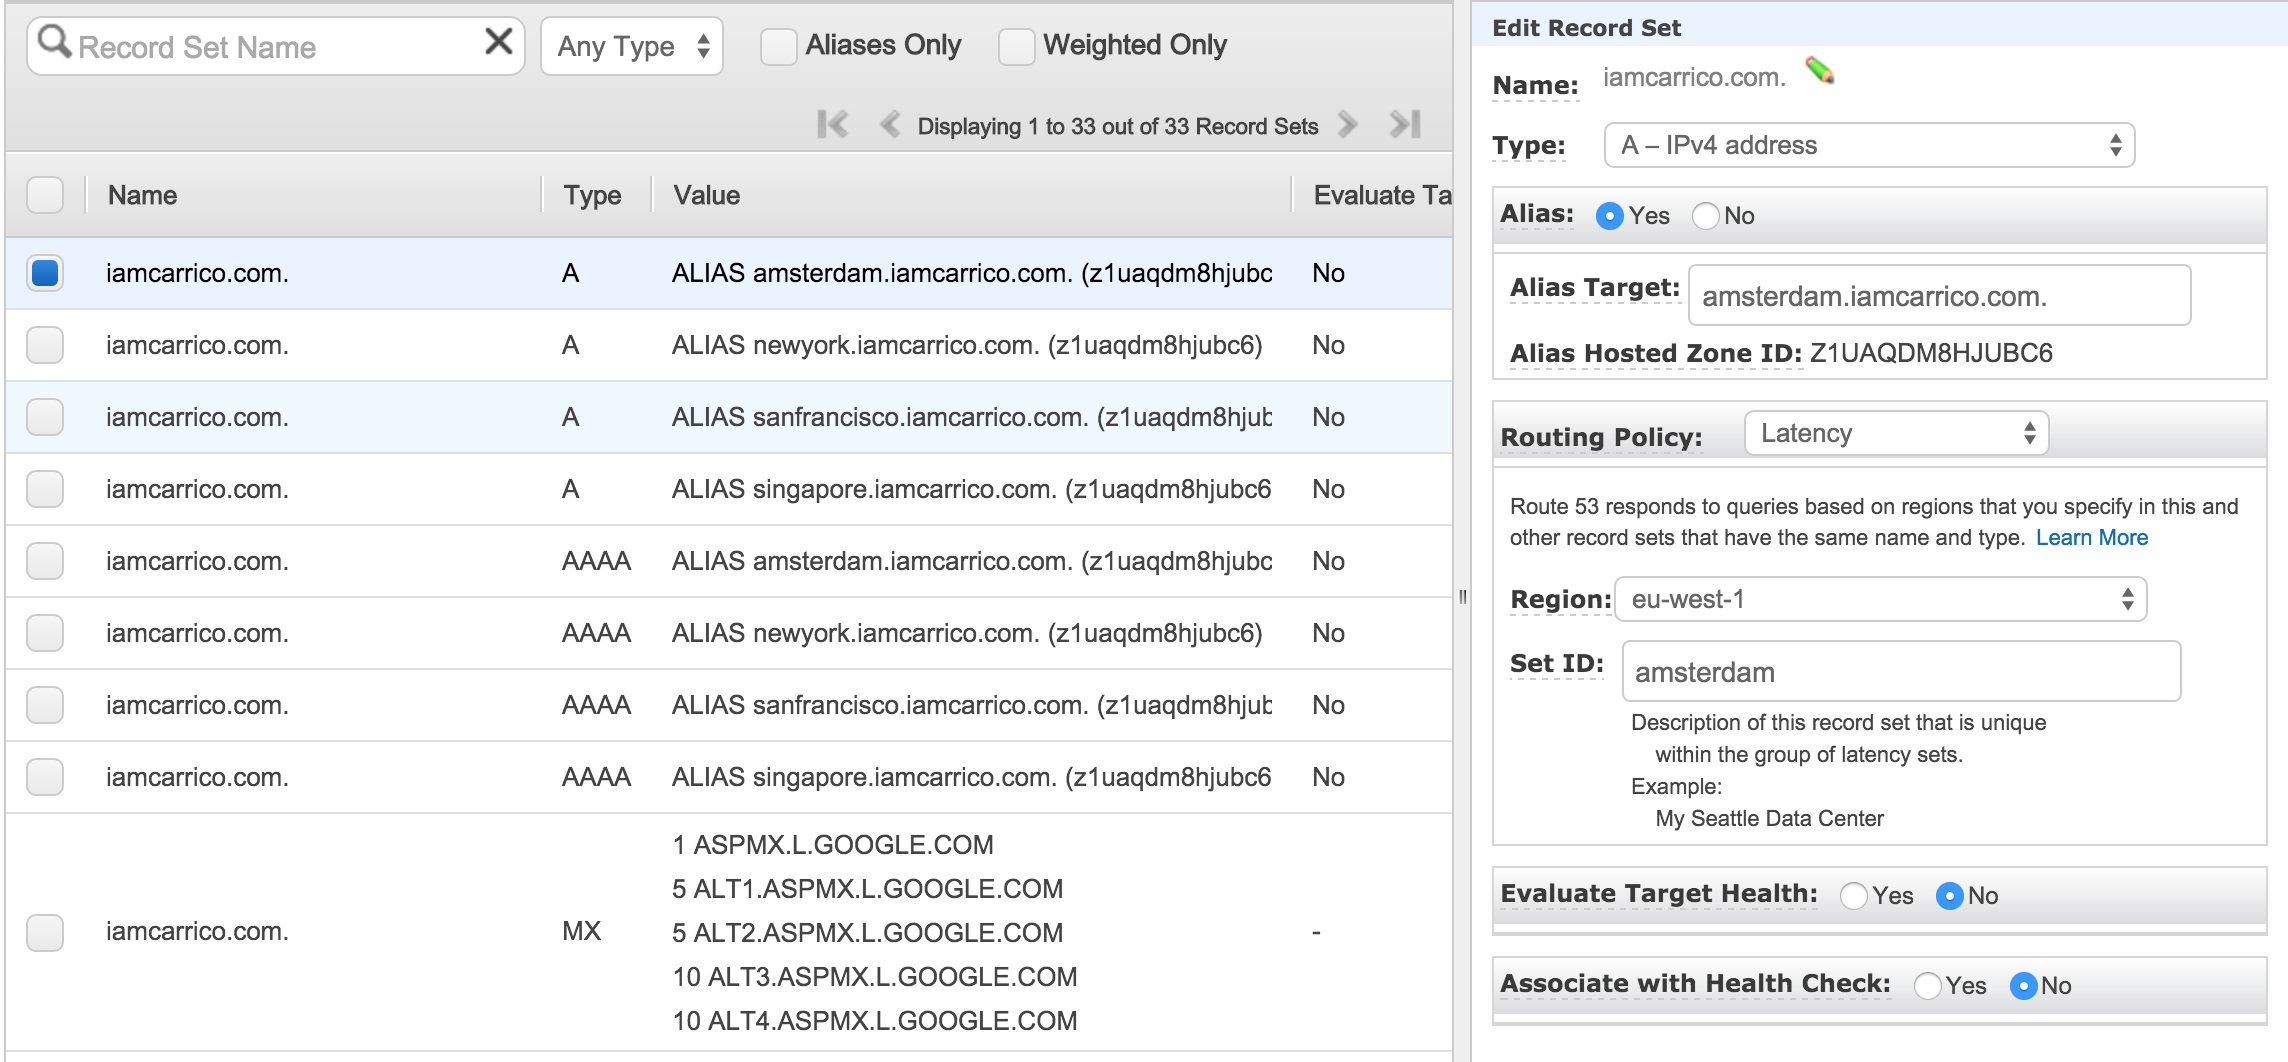 Record Set Name
Any Type
Aliases Only
Weighted Only
Displaying 1 to 33 out of 33 Record Sets
Name Type Value Evaluate Ta
iamcarrico.com. A ALIAS amsterdam.iamcarrico.com. (z1uaqdm8hjubc No
iamcarrico.com. A ALIAS newyork.iamcarrico.com. (z1uaqdm8hjubc6) No
iamcarrico.com. A ALIAS sanfrancisco.iamcarrico.com. (z1uaqdm8hjub No
iamcarrico.com. A ALIAS singapore.iamcarrico.com. (z1uaqdm8hjubc6 No
iamcarrico.com. AAAA ALIAS amsterdam.iamcarrico.com. (z1uaqdm8hjubc No
iamcarrico.com. AAAA ALIAS newyork.iamcarrico.com. (z1uaqdm8hjubc6) No
iamcarrico.com. AAAA ALIAS sanfrancisco.iamcarrico.com. (z1uaqdm8hjub No
iamcarrico.com. AAAA ALIAS singapore.iamcarrico.com. (z1uaqdm8hjubc6 No
1 ASPMX.L.GOOGLE.COM
5 ALT1.ASPMX.L.GOOGLE.COM
iamcarrico.com. MX 5 ALT2.ASPMX.L.GOOGLE.COM -
10 ALT3.ASPMX.L.GOOGLE.COM
10 ALT4.ASPMX.L.GOOGLE.COM
Edit Record Set
Name: iamcarrico.com.
Type: A – IPv4 address
Alias: Yes No
Alias Target: amsterdam.iamcarrico.com.
Alias Hosted Zone ID: Z1UAQDM8HJUBC6
Routing Policy: Latency
Route 53 responds to queries based on regions that you specify in this and
other record sets that have the same name and type. Learn More
Region: eu-west-1
Set ID: amsterdam
Description of this record set that is unique
within the group of latency sets.
Example:
My Seattle Data Center
Evaluate Target Health: Yes No
Associate with Health Check: Yes No